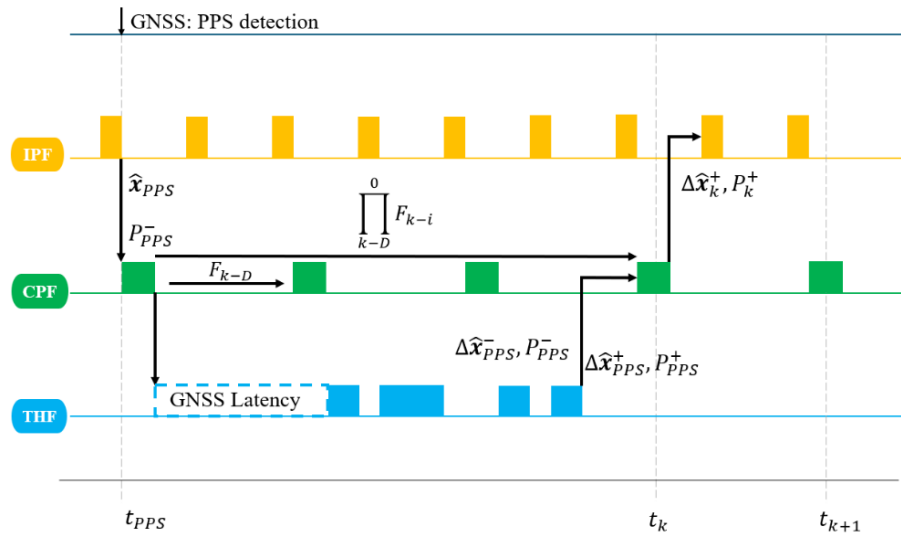 GNSS: PPS detection
IPF
x̂_PPS
P⁻_PPS
0
∏ F_{k-i}
k-D
Δx̂⁺_k, P⁺_k
F_{k-D}
CPF
Δx̂⁻_PPS, P⁻_PPS
Δx̂⁺_PPS, P⁺_PPS
THF
GNSS Latency
t_PPS
t_k
t_{k+1}